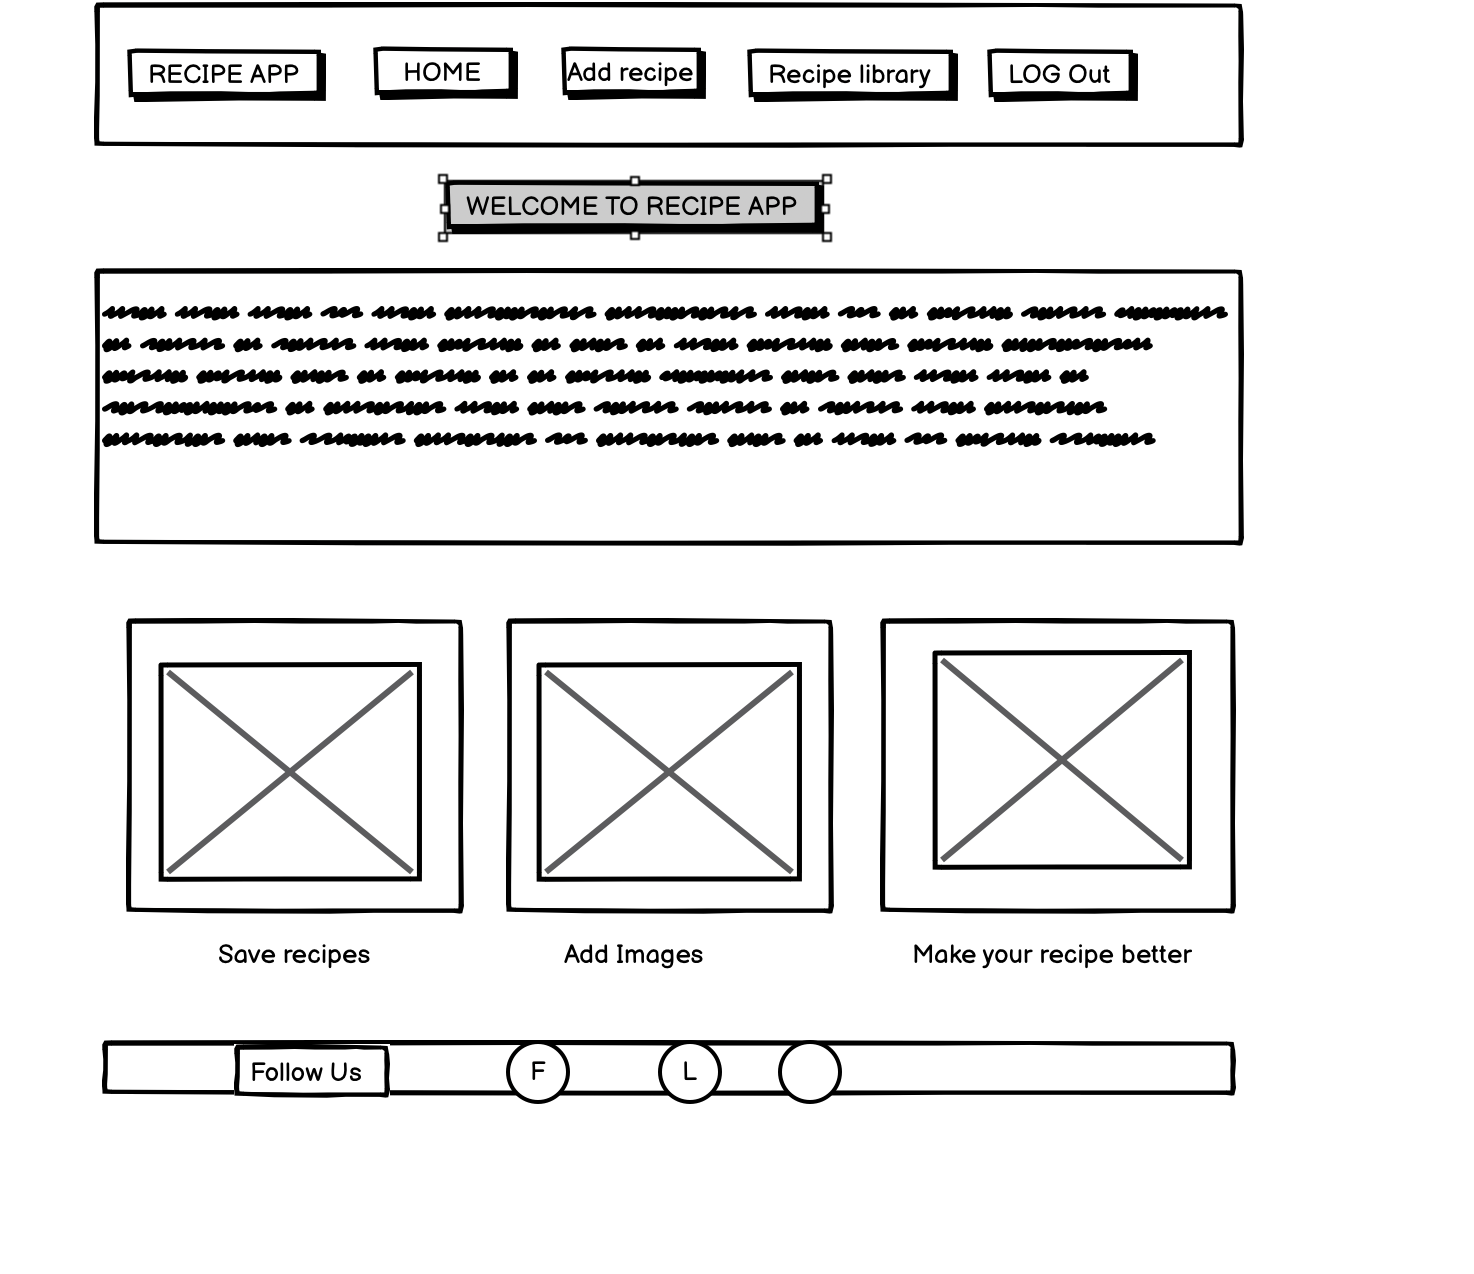 RECIPE APP
HOME
Add recipe
Recipe library
LOG Out
WELCOME TO RECIPE APP
Save recipes
Add Images
Make your recipe better
Follow Us
F
L